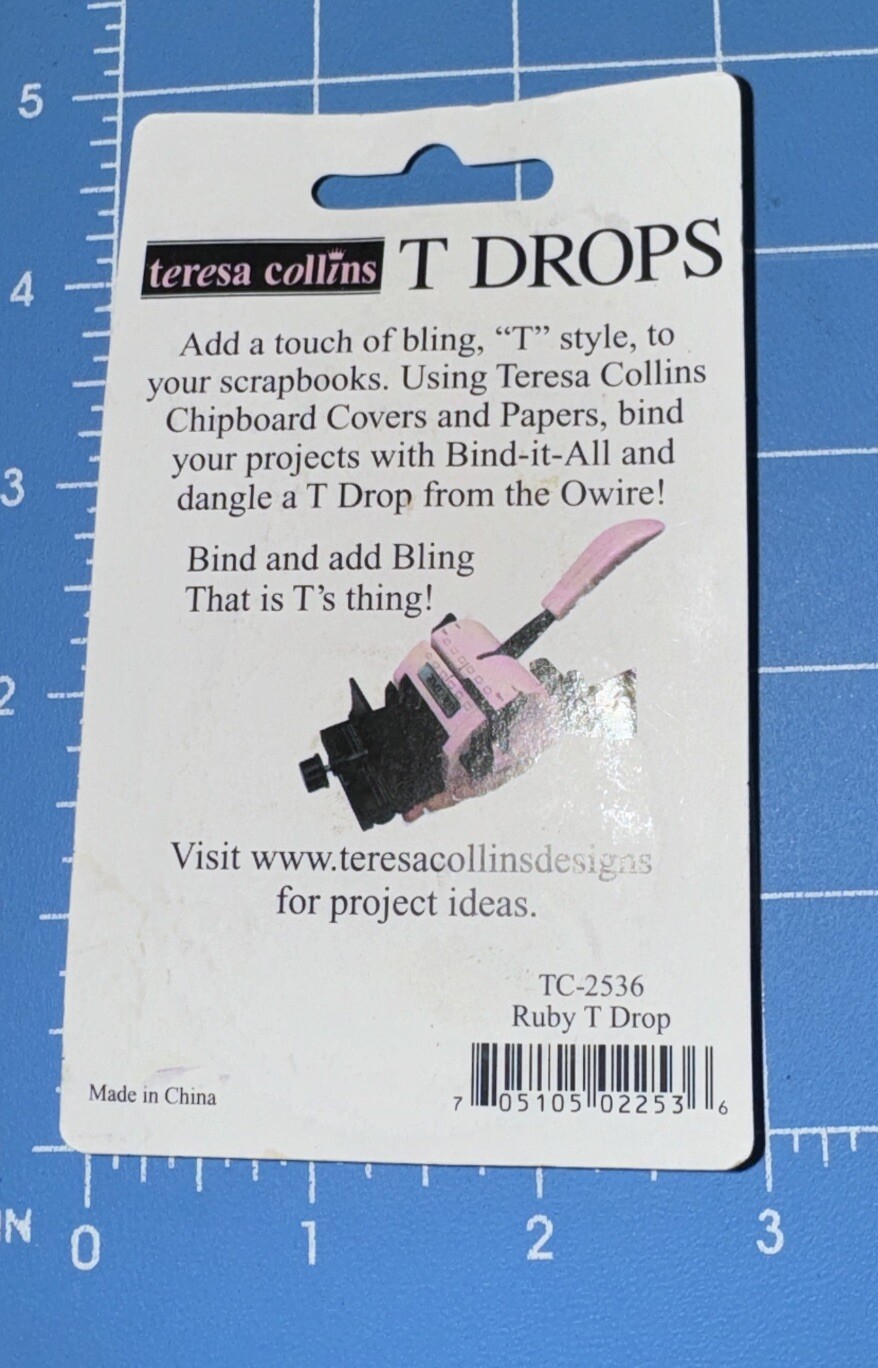 teresa collins T DROPS
Add a touch of bling, “T” style, to
your scrapbooks. Using Teresa Collins
Chipboard Covers and Papers, bind
your projects with Bind-it-All and
dangle a T Drop from the Owire!
Bind and add Bling
That is T’s thing!
Visit www.teresacollinsdesigns
for project ideas.
TC-2536
Ruby T Drop
Made in China
7 05105 02253 6
5
4
3
2
IN
0 1 2 3